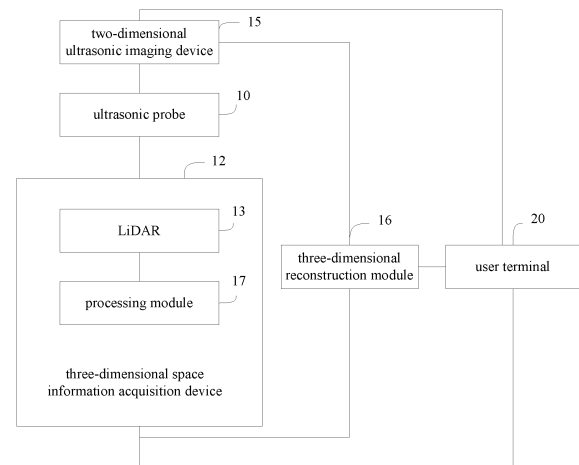 two-dimensional
ultrasonic imaging device
15
ultrasonic probe
10
12
LiDAR
13
processing module
17
three-dimensional space
information acquisition device
16
three-dimensional
reconstruction module
20
user terminal